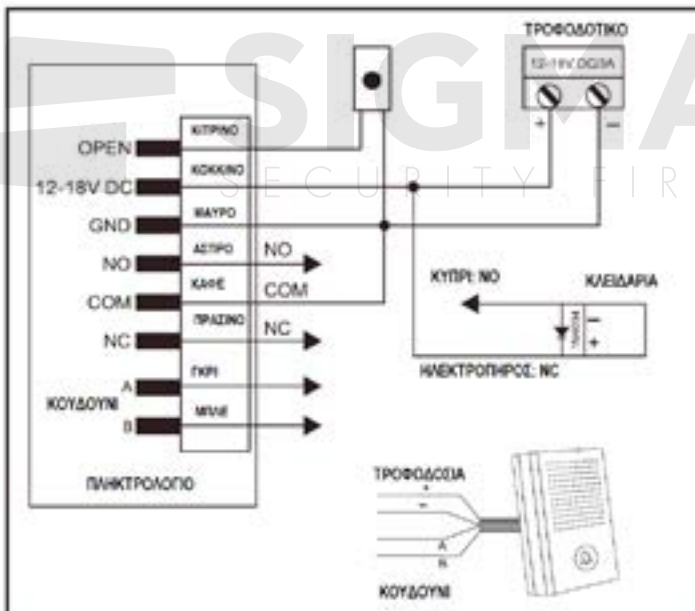 SIGMA
SECURITY FIR
ΤΡΟΦΟΔΟΤΙΚΟ
12-18V.DC/3A
+ −
ΚΙΤΡΙΝΟ
OPEN
ΚΟΚΚΙΝΟ
12-18V.DC
ΜΑΥΡΟ
GND
ΑΣΠΡΟ
NO
NO
ΚΑΦΕ
COM
COM
ΠΡΑΣΙΝΟ
NC
NC
ΓΚΡΙ
A
ΚΟΥΔΟΥΝΙ
ΜΠΛΕ
B
ΠΛΗΚΤΡΟΛΟΓΙΟ
ΚΥΠΡΙ: NO
ΚΛΕΙΔΑΡΙΑ
−
+
ΗΛΕΚΤΡΟΠΗΡΟΣ: NC
ΤΡΟΦΟΔΟΣΙΑ
+
−
A
B
ΚΟΥΔΟΥΝΙ